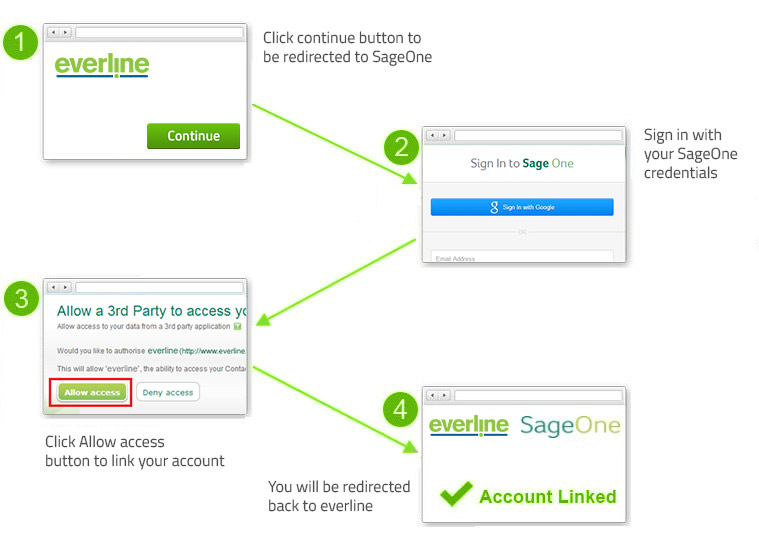 1
everline
Continue
Click continue button to
be redirected to SageOne
2
Sign In to Sage One
Sign in with Google
OR
Email Address
Sign in with
your SageOne
credentials
3
Allow a 3rd Party to access yo
Allow access to your data from a 3rd party application
Would you like to authorise everline (http://www.everline.
This will allow 'everline', the ability to access your Conta
Allow access
Deny access
Click Allow access
button to link your account
4
everline SageOne
Account Linked
You will be redirected
back to everline